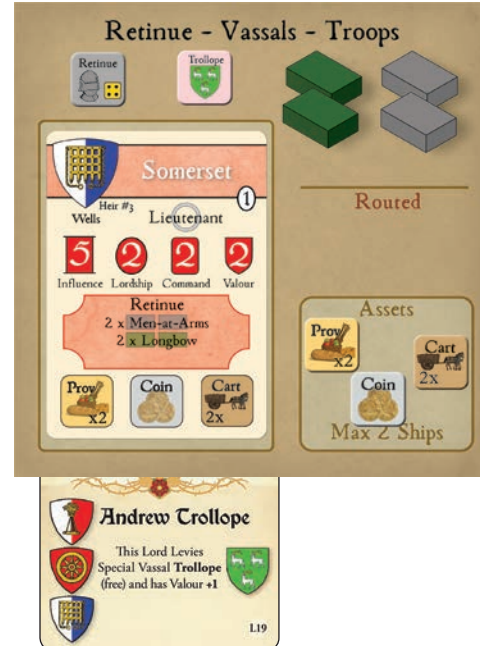 Retinue - Vassals - Troops
Retinue
Trollope
Somerset
1
Heir #3
Wells
Lieutenant
5 2 2 2
Influence Lordship Command Valour
Retinue
2 x Men-at-Arms
2 x Longbow
Prov
x2
Coin
Cart
2x
Routed
Assets
Prov
x2
Coin
Cart
2x
Max 2 Ships
Andrew Trollope
This Lord Levies
Special Vassal Trollope
(free) and has Valour +1
L19